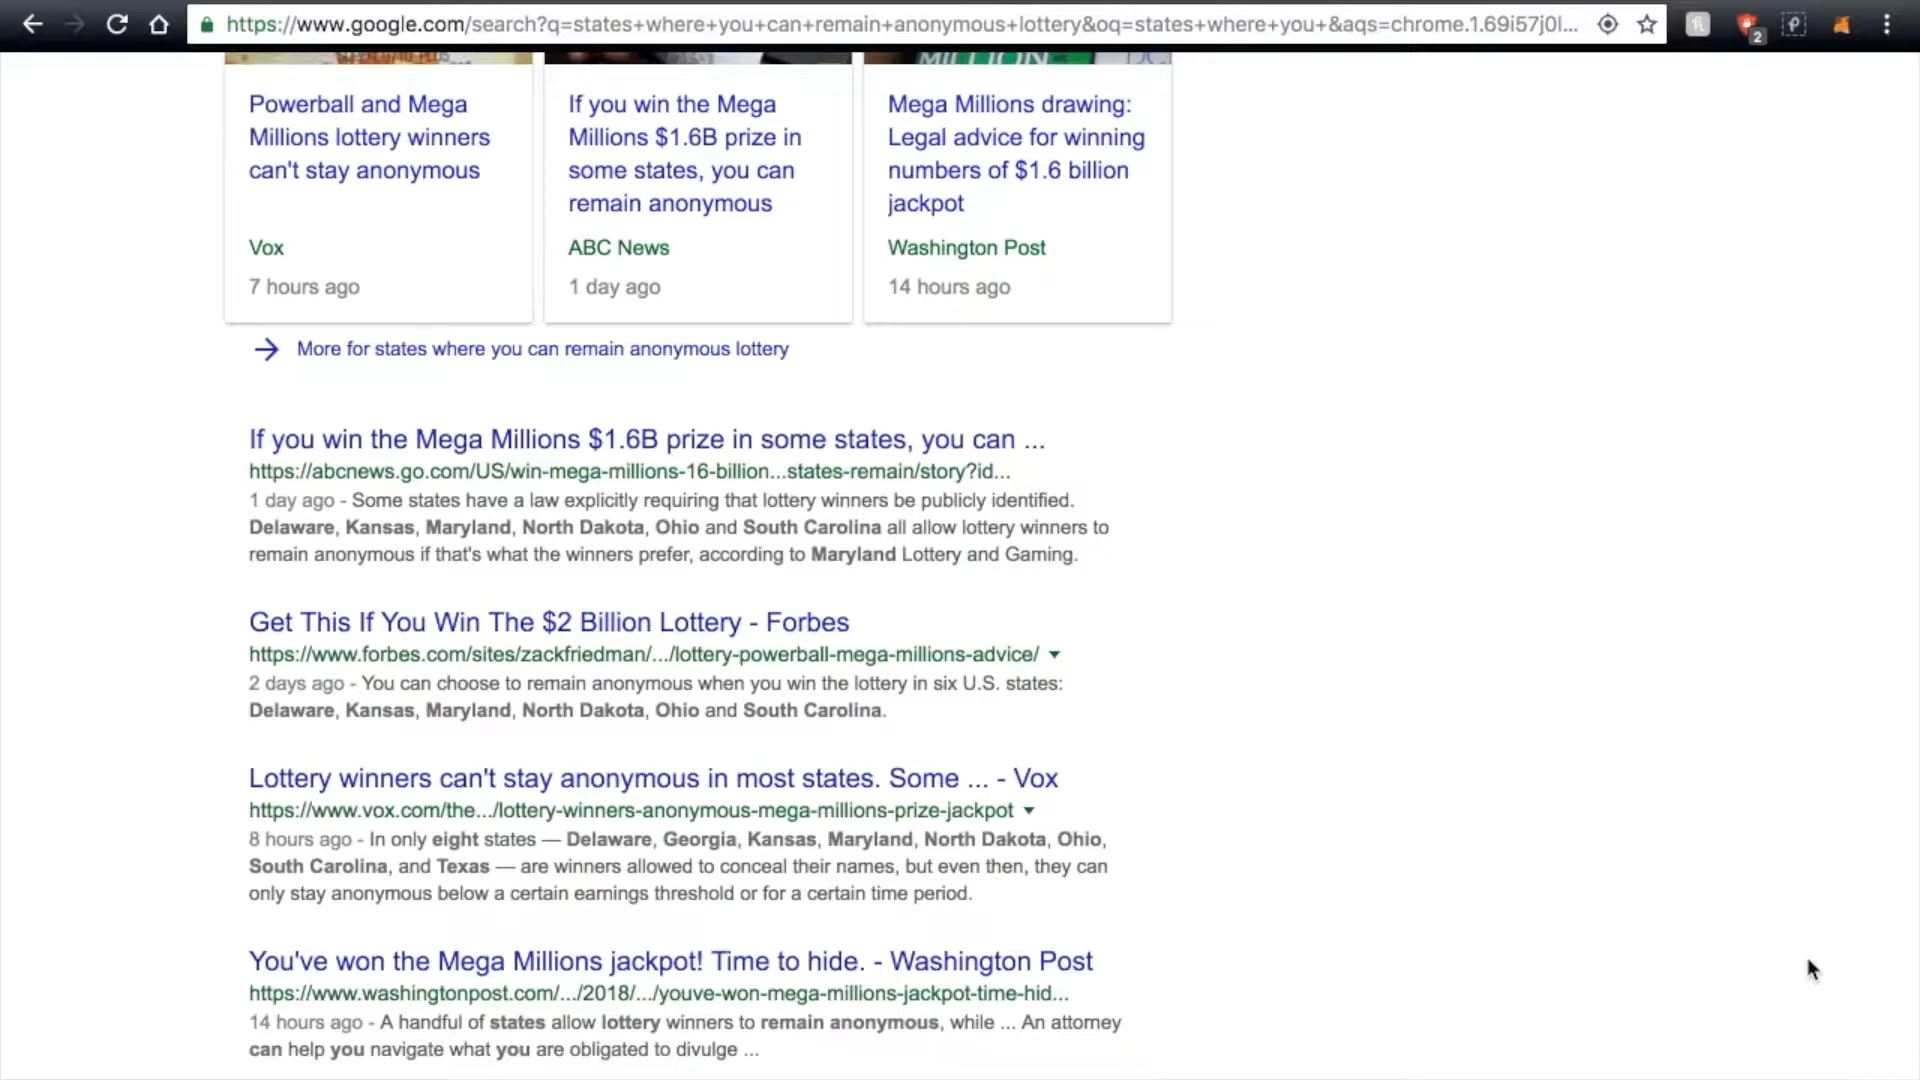 https://www.google.com/search?q=states+where+you+can+remain+anonymous+lottery&oq=states+where+you+&aqs=chrome.1.69i57j0l...
2
MILLION
Powerball and Mega
Millions lottery winners
can't stay anonymous
Vox
7 hours ago
If you win the Mega
Millions $1.6B prize in
some states, you can
remain anonymous
ABC News
1 day ago
Mega Millions drawing:
Legal advice for winning
numbers of $1.6 billion
jackpot
Washington Post
14 hours ago
More for states where you can remain anonymous lottery
If you win the Mega Millions $1.6B prize in some states, you can ...
https://abcnews.go.com/US/win-mega-millions-16-billion...states-remain/story?id...
1 day ago - Some states have a law explicitly requiring that lottery winners be publicly identified.
Delaware, Kansas, Maryland, North Dakota, Ohio and South Carolina all allow lottery winners to
remain anonymous if that's what the winners prefer, according to Maryland Lottery and Gaming.
Get This If You Win The $2 Billion Lottery - Forbes
https://www.forbes.com/sites/zackfriedman/.../lottery-powerball-mega-millions-advice/
2 days ago - You can choose to remain anonymous when you win the lottery in six U.S. states:
Delaware, Kansas, Maryland, North Dakota, Ohio and South Carolina.
Lottery winners can't stay anonymous in most states. Some ... - Vox
https://www.vox.com/the.../lottery-winners-anonymous-mega-millions-prize-jackpot
8 hours ago - In only eight states — Delaware, Georgia, Kansas, Maryland, North Dakota, Ohio,
South Carolina, and Texas — are winners allowed to conceal their names, but even then, they can
only stay anonymous below a certain earnings threshold or for a certain time period.
You've won the Mega Millions jackpot! Time to hide. - Washington Post
https://www.washingtonpost.com/.../2018/.../youve-won-mega-millions-jackpot-time-hid...
14 hours ago - A handful of states allow lottery winners to remain anonymous, while ... An attorney
can help you navigate what you are obligated to divulge ...